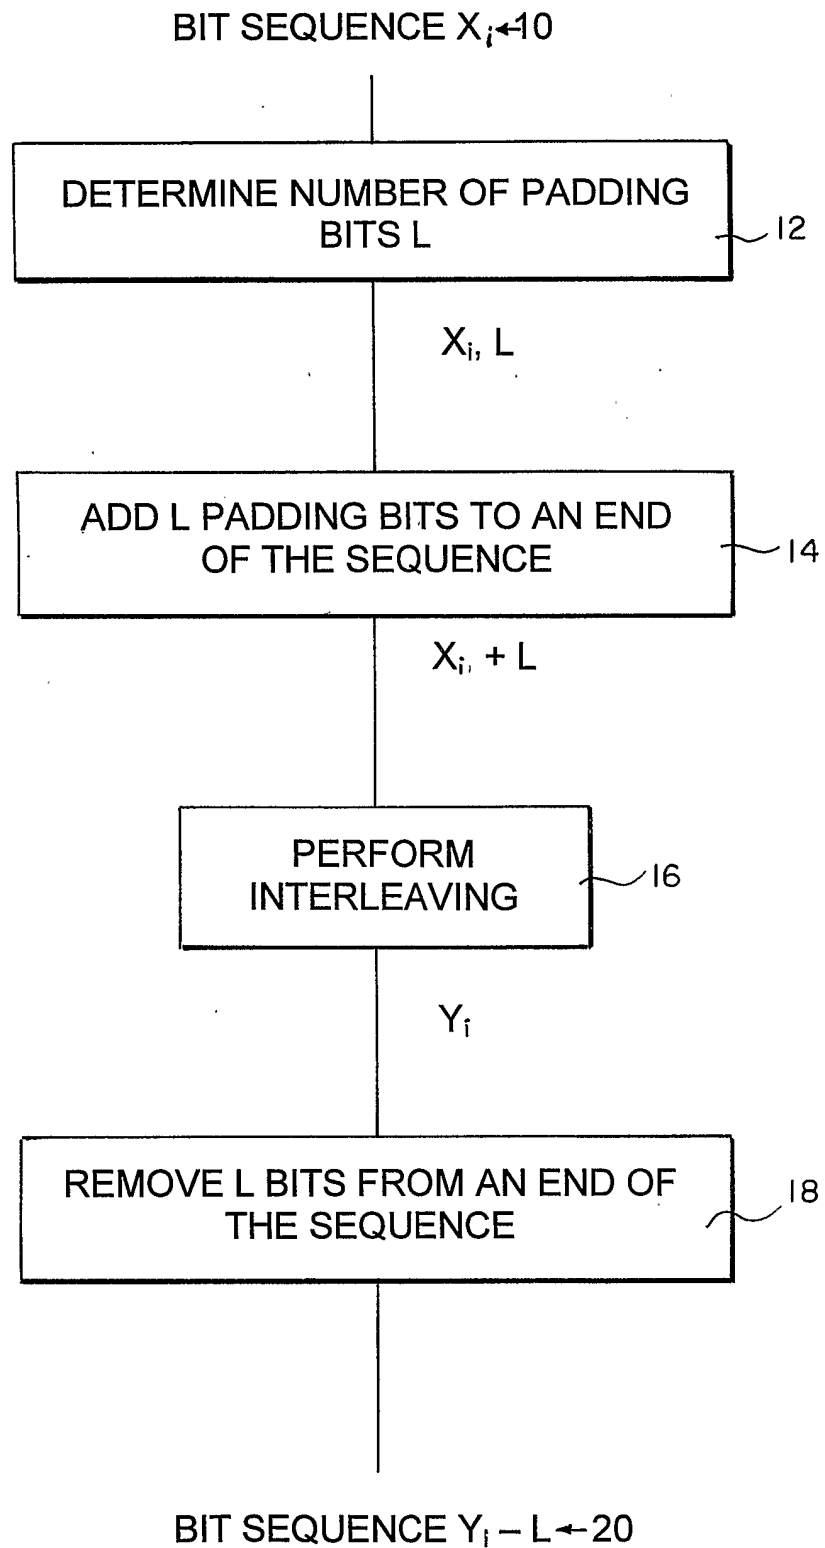 BIT SEQUENCE Xi←10
DETERMINE NUMBER OF PADDING
BITS L
12
Xi, L
ADD L PADDING BITS TO AN END
OF THE SEQUENCE
14
Xi, + L
PERFORM
INTERLEAVING
16
Yi
REMOVE L BITS FROM AN END OF
THE SEQUENCE
18
BIT SEQUENCE Yi – L←20